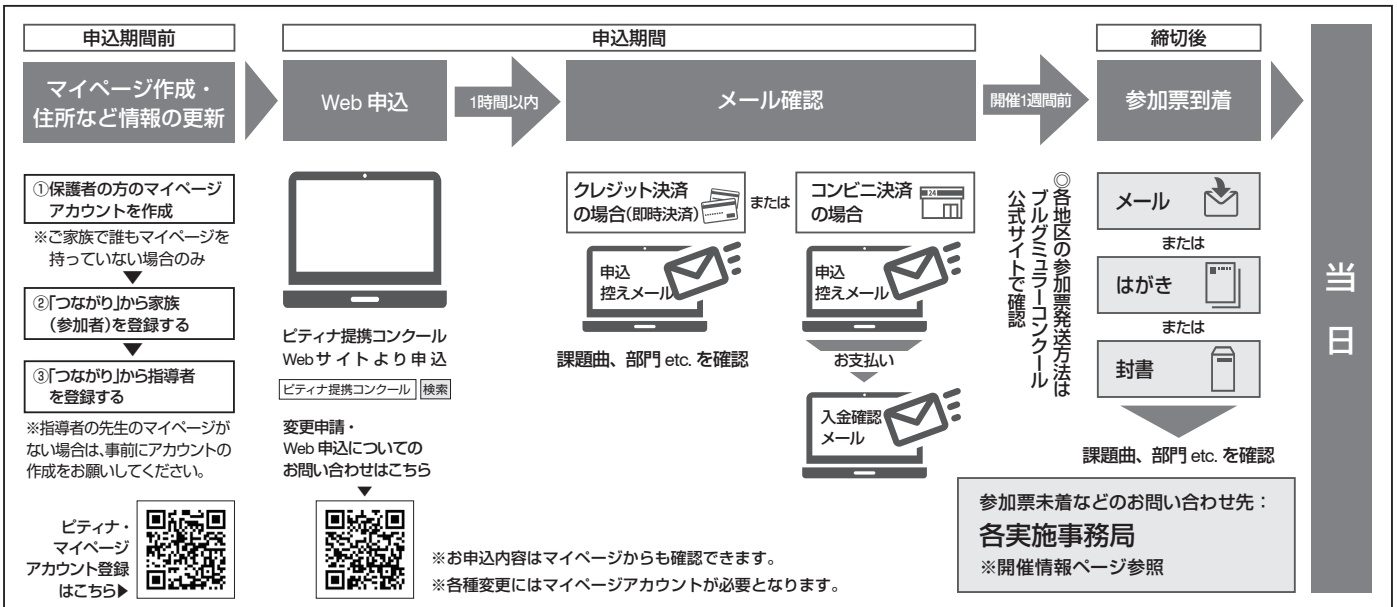 申込期間前
マイページ作成・
住所など情報の更新
①保護者の方のマイページ
アカウントを作成
※ご家族で誰もマイページを
持っていない場合のみ
▼
②「つながり」から家族
(参加者)を登録する
▼
③「つながり」から指導者
を登録する
※指導者の先生のマイページが
ない場合は、事前にアカウントの
作成をお願いしてください。
ピティナ・
マイページ
アカウント登録
はこちら▶
申込期間
Web 申込
1時間以内
メール確認
ピティナ提携コンクール
Webサイトより申込
ピティナ提携コンクール 検索
変更申請・
Web 申込についての
お問い合わせはこちら
▼
クレジット決済
の場合(即時決済)
または
コンビニ決済
の場合
24
申込
控えメール
課題曲、部門 etc. を確認
申込
控えメール
お支払い
入金確認
メール
※お申込内容はマイページからも確認できます。
※各種変更にはマイページアカウントが必要となります。
開催1週間前
◎各地区の参加票発送方法は
ブルグミュラーコンクール
公式サイトで確認
締切後
参加票到着
メール
または
はがき
または
封書
課題曲、部門 etc. を確認
参加票未着などのお問い合わせ先：
各実施事務局
※開催情報ページ参照
当日